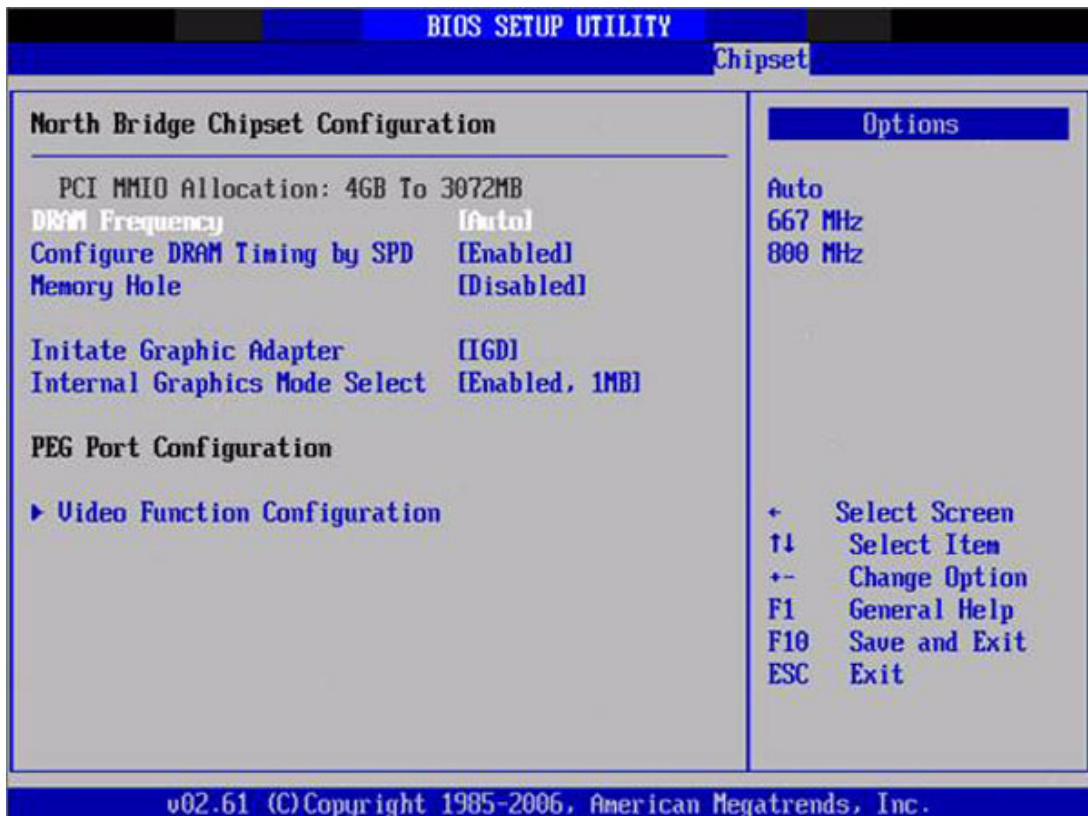 BIOS SETUP UTILITY
Chipset
North Bridge Chipset Configuration
PCI MMIO Allocation: 4GB To 3072MB
DRAM Frequency [Auto]
Configure DRAM Timing by SPD [Enabled]
Memory Hole [Disabled]
Initate Graphic Adapter [IGD]
Internal Graphics Mode Select [Enabled, 1MB]
PEG Port Configuration
▶ Video Function Configuration
Options
Auto
667 MHz
800 MHz
← Select Screen
↑↓ Select Item
+- Change Option
F1 General Help
F10 Save and Exit
ESC Exit
v02.61 (C)Copyright 1985-2006, American Megatrends, Inc.